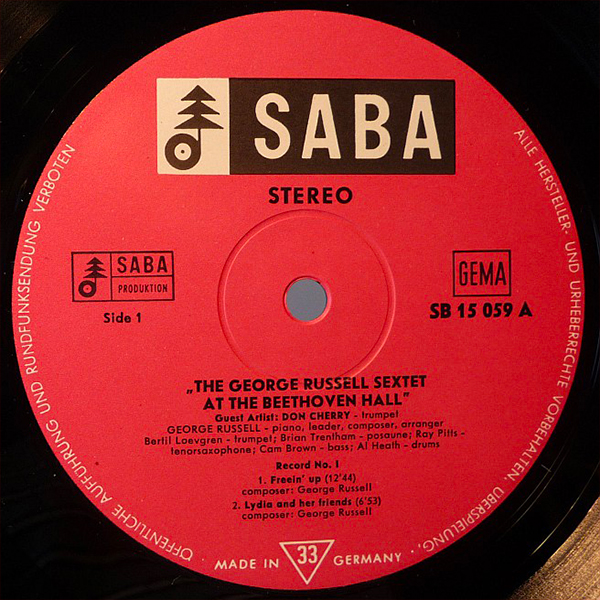 SABA
STEREO
SABA
PRODUKTION
GEMA
Side 1
SB 15 059 A
„THE GEORGE RUSSELL SEXTET
AT THE BEETHOVEN HALL”
Guest Artist: DON CHERRY - trumpet
GEORGE RUSSELL - piano, leader, composer, arranger
Bertil Loevgren - trumpet; Brian Trentham - posaune; Ray Pitts -
tenorsaxophone; Cam Brown - bass; Al Heath - drums
Record No. I
1. Freein' up (12'44)
composer: George Russell
2. Lydia and her friends (6'53)
composer: George Russell
MADE IN 33 GERMANY
ALLE HERSTELLER- UND URHEBERRECHTE VORBEHALTEN. ÜBERSPIELUNG,
ÖFFENTLICHE AUFFÜHRUNG UND RUNDFUNKSENDUNG VERBOTEN